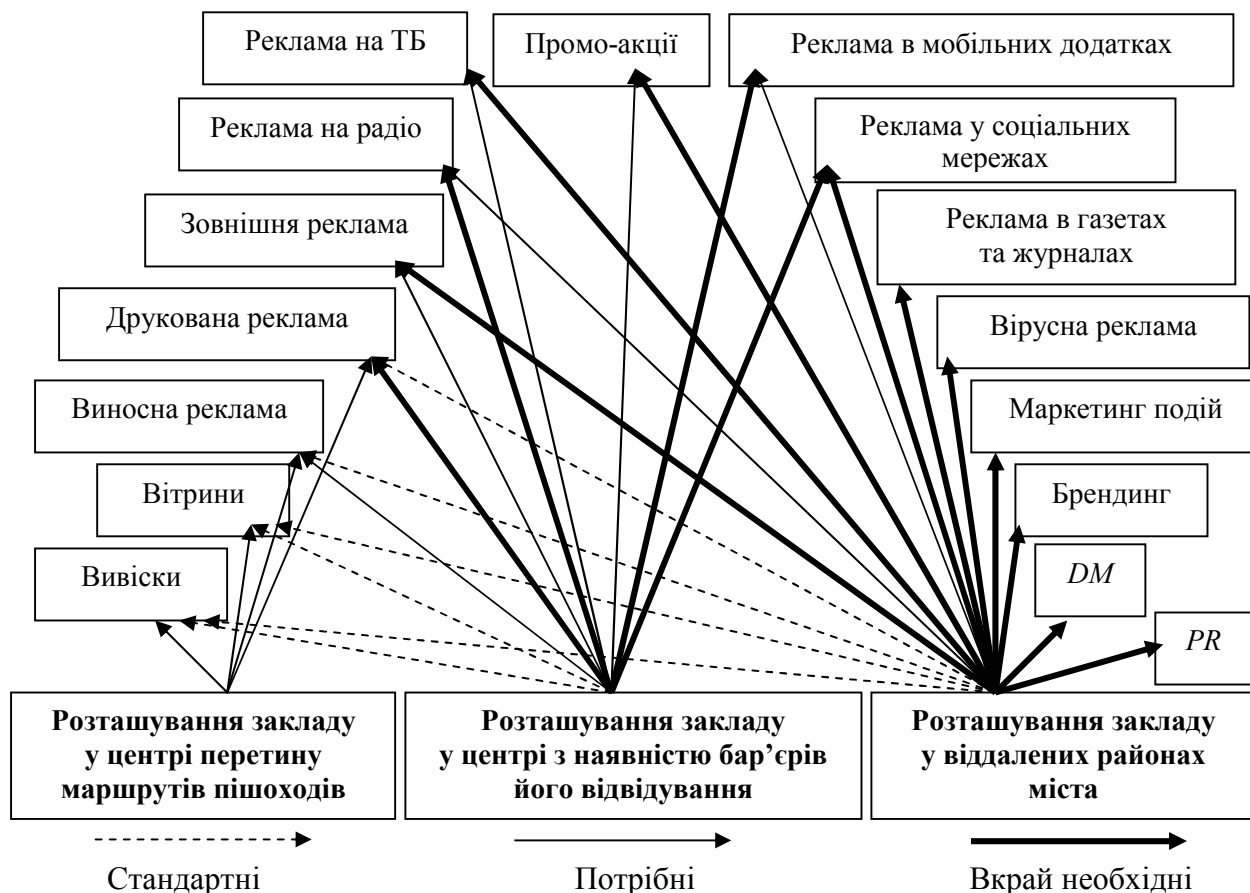 Реклама на ТБ
Промо-акції
Реклама в мобільних додатках
Реклама на радіо
Реклама у соціальних
мережах
Зовнішня реклама
Реклама в газетах
та журналах
Друкована реклама
Вірусна реклама
Виносна реклама
Маркетинг подій
Вітрини
Брендинг
Вивіски
DM
PR
Розташування закладу
у центрі перетину
маршрутів пішоходів
Розташування закладу
у центрі з наявністю бар’єрів
його відвідування
Розташування закладу
у віддалених районах
міста
Стандартні
Потрібні
Вкрай необхідні